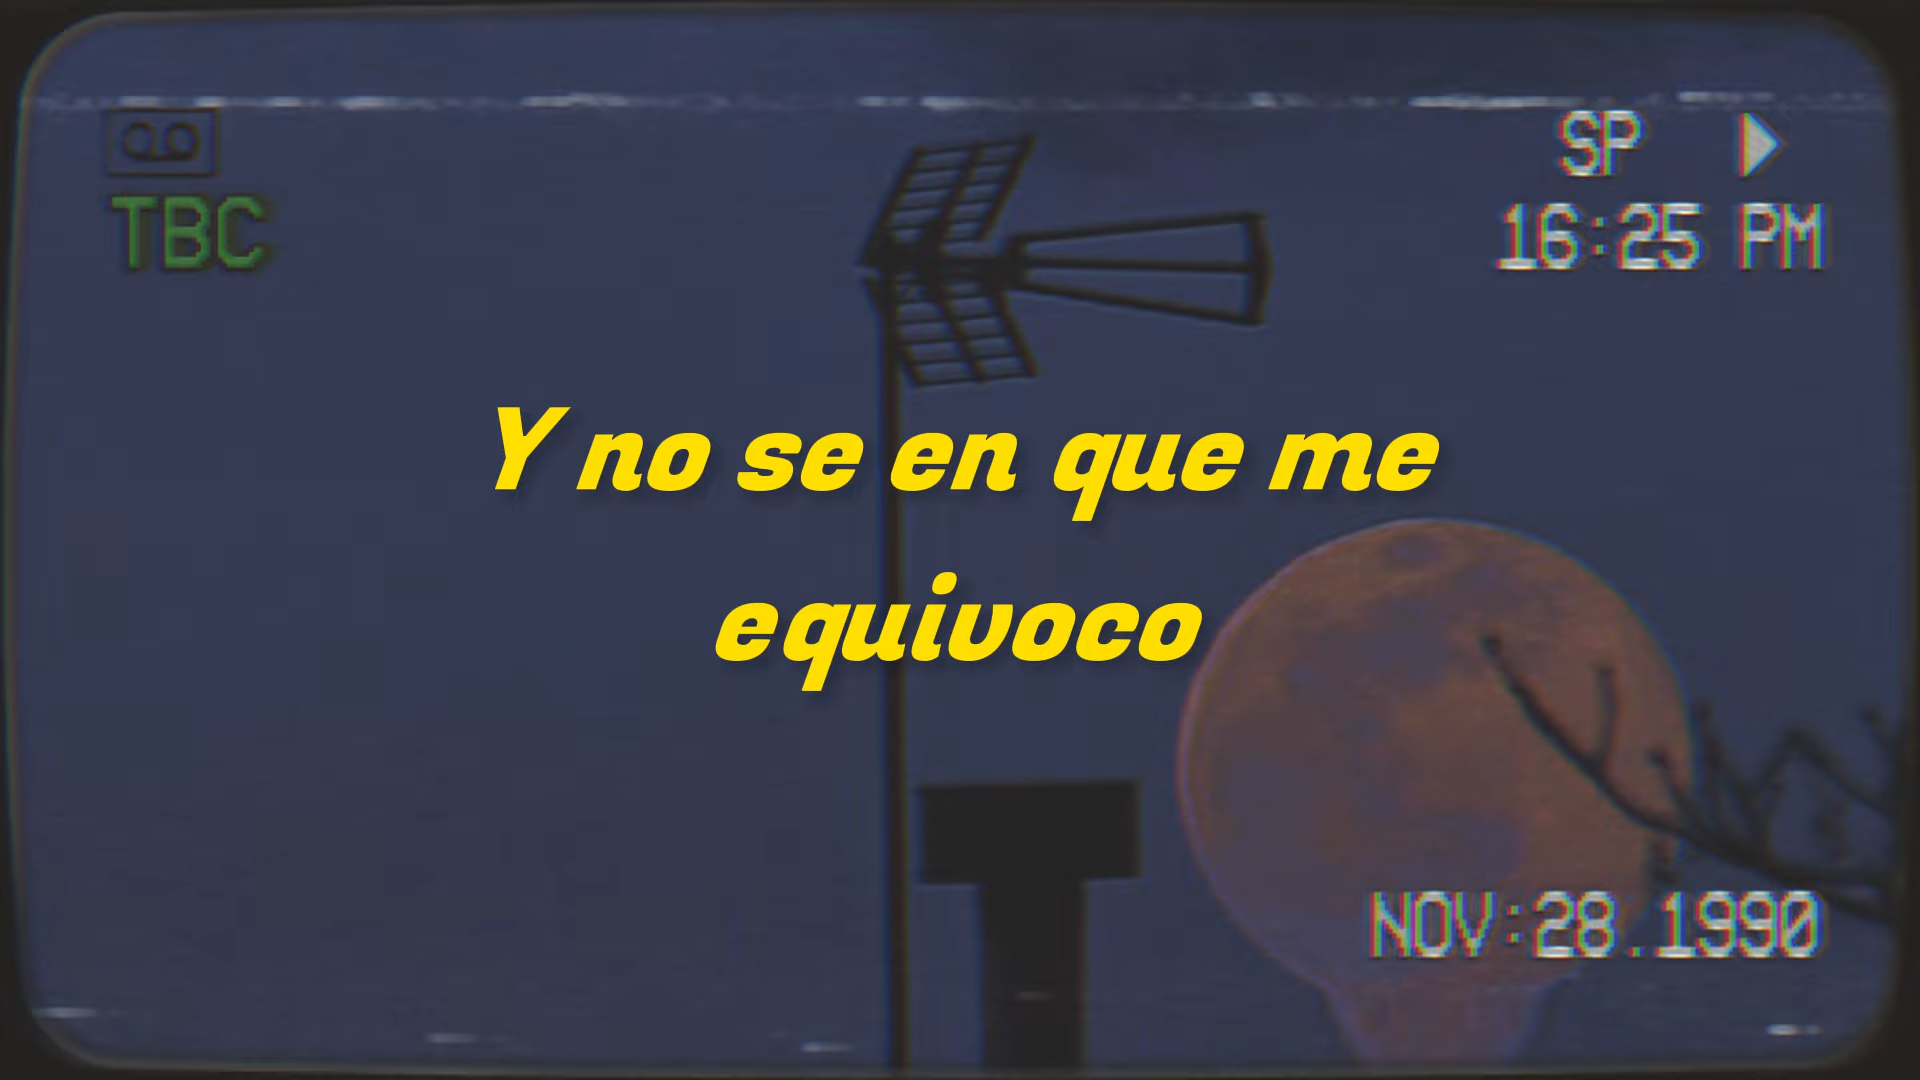 TBC
SP
16:25 PM
Y no se en que me
equivoco
NOV:28.1990